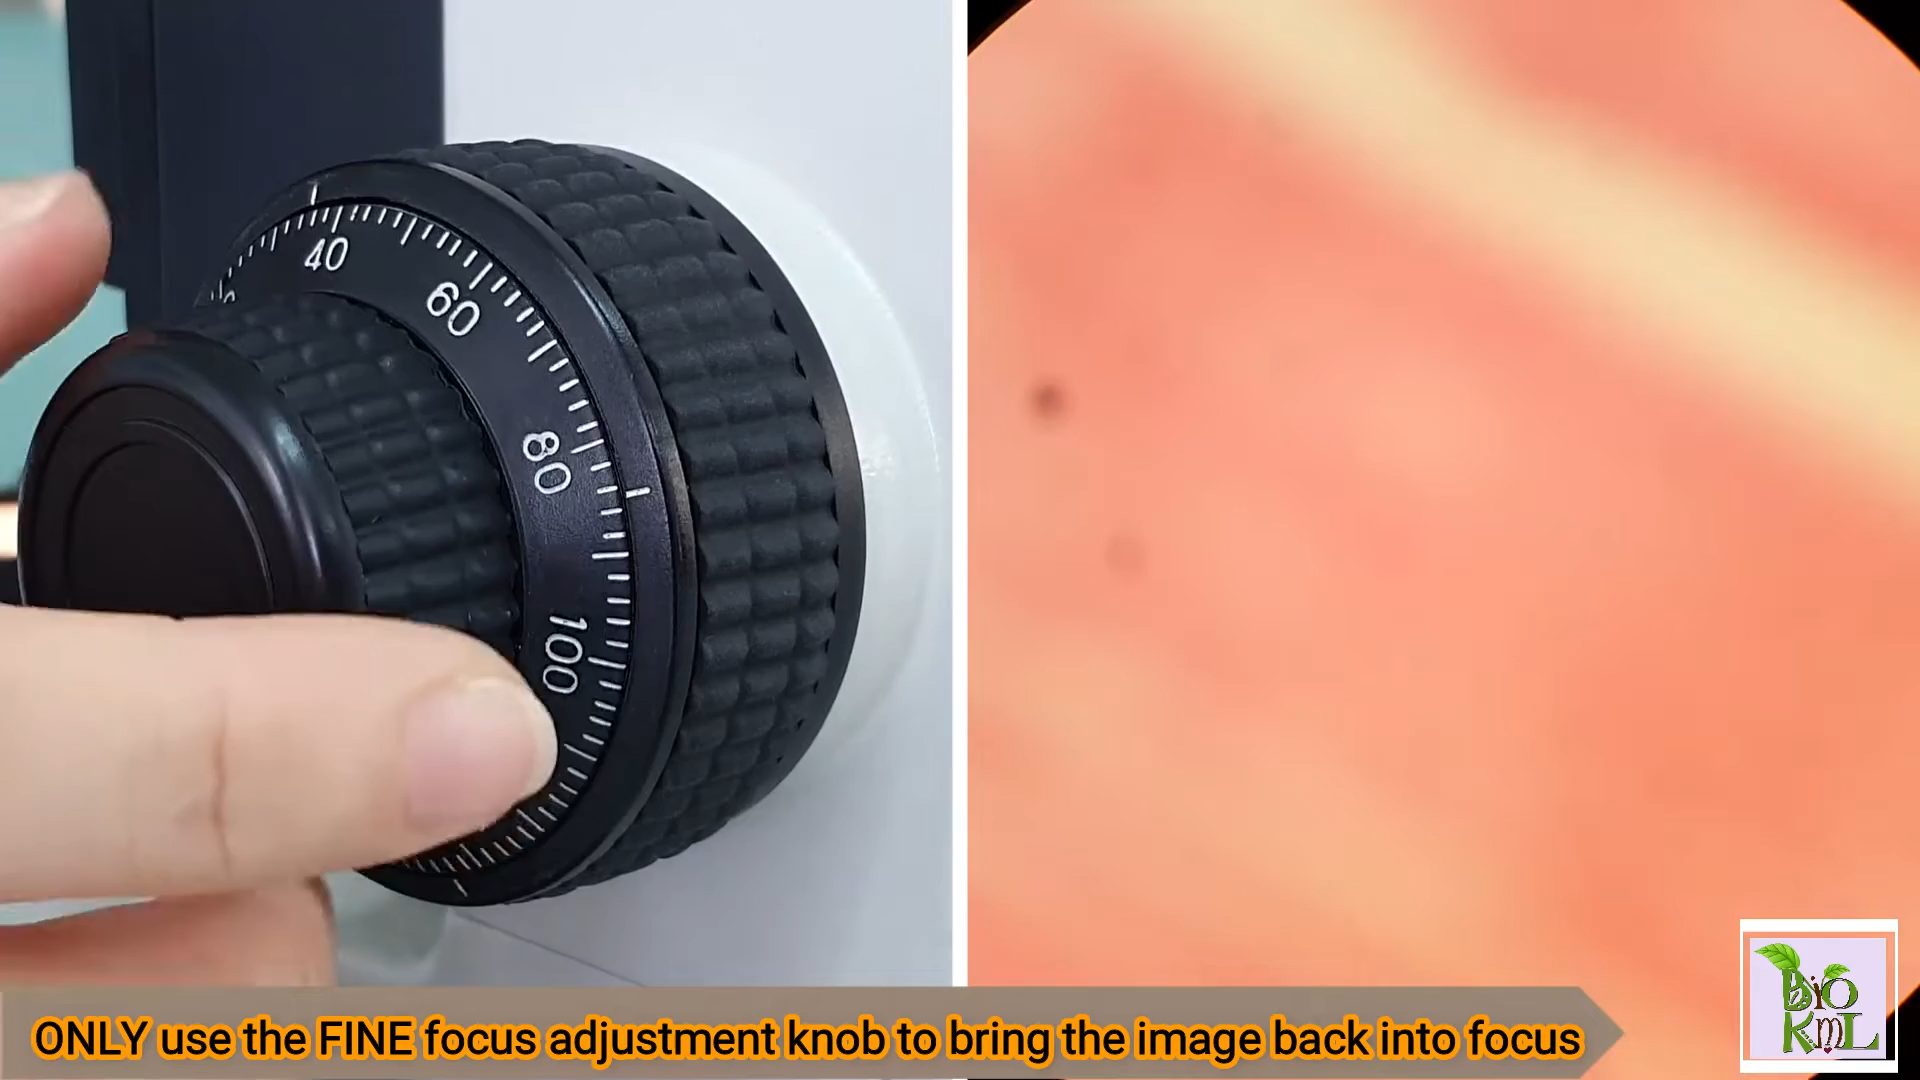 40
60
80
100
ONLY use the FINE focus adjustment knob to bring the image back into focus
Bio
KmL